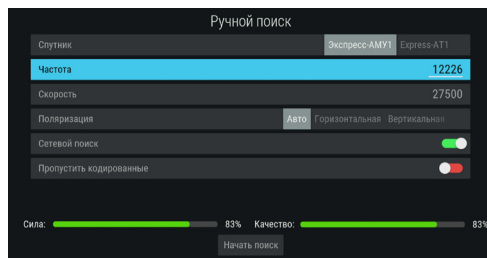 Ручной поиск
Спутник Экспресс-АМУ1 Express-AT1
Частота 12226
Скорость 27500
Поляризация Авто Горизонтальная Вертикальная
Сетевой поиск
Пропустить кодированные
Сила: 83% Качество: 83%
Начать поиск